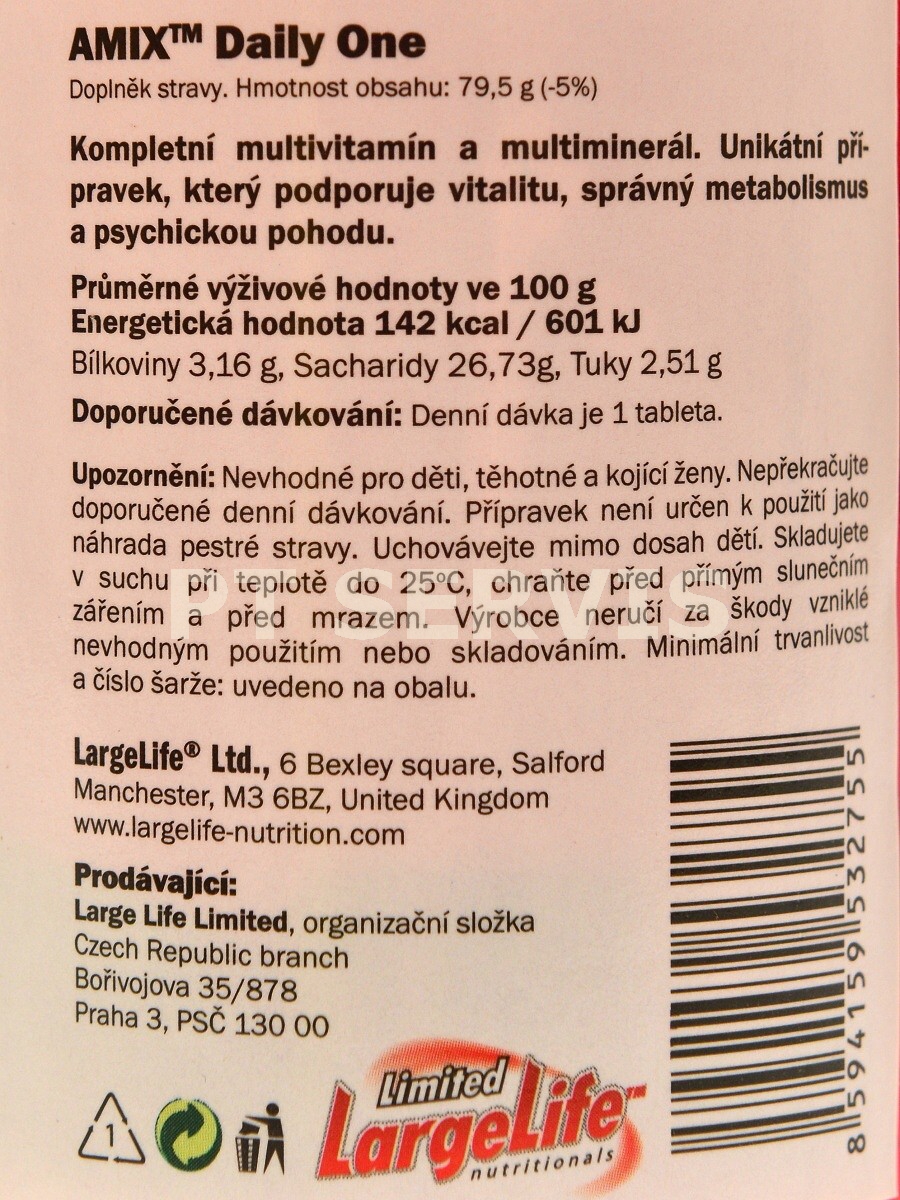 AMIX™ Daily One
Doplněk stravy. Hmotnost obsahu: 79,5 g (-5%)
Kompletní multivitamín a multiminerál. Unikátní pří-
pravek, který podporuje vitalitu, správný metabolismus
a psychickou pohodu.
Průměrné výživové hodnoty ve 100 g
Energetická hodnota 142 kcal / 601 kJ
Bílkoviny 3,16 g, Sacharidy 26,73g, Tuky 2,51 g
Doporučené dávkování: Denní dávka je 1 tableta.
Upozornění: Nevhodné pro děti, těhotné a kojící ženy. Nepřekračujte
doporučené denní dávkování. Přípravek není určen k použití jako
náhrada pestré stravy. Uchovávejte mimo dosah dětí. Skladujete
v suchu při teplotě do 25ºC, chraňte před přímým slunečním
zářením a před mrazem. Výrobce neručí za škody vzniklé
nevhodným použitím nebo skladováním. Minimální trvanlivost
a číslo šarže: uvedeno na obalu.
PT SERVIS
LargeLife® Ltd., 6 Bexley square, Salford
Manchester, M3 6BZ, United Kingdom
www.largelife-nutrition.com
Prodávající:
Large Life Limited, organizační složka
Czech Republic branch
Bořivojova 35/878
Praha 3, PSČ 130 00
8 594159 532755
1
Limited
LargeLife™
nutritionals